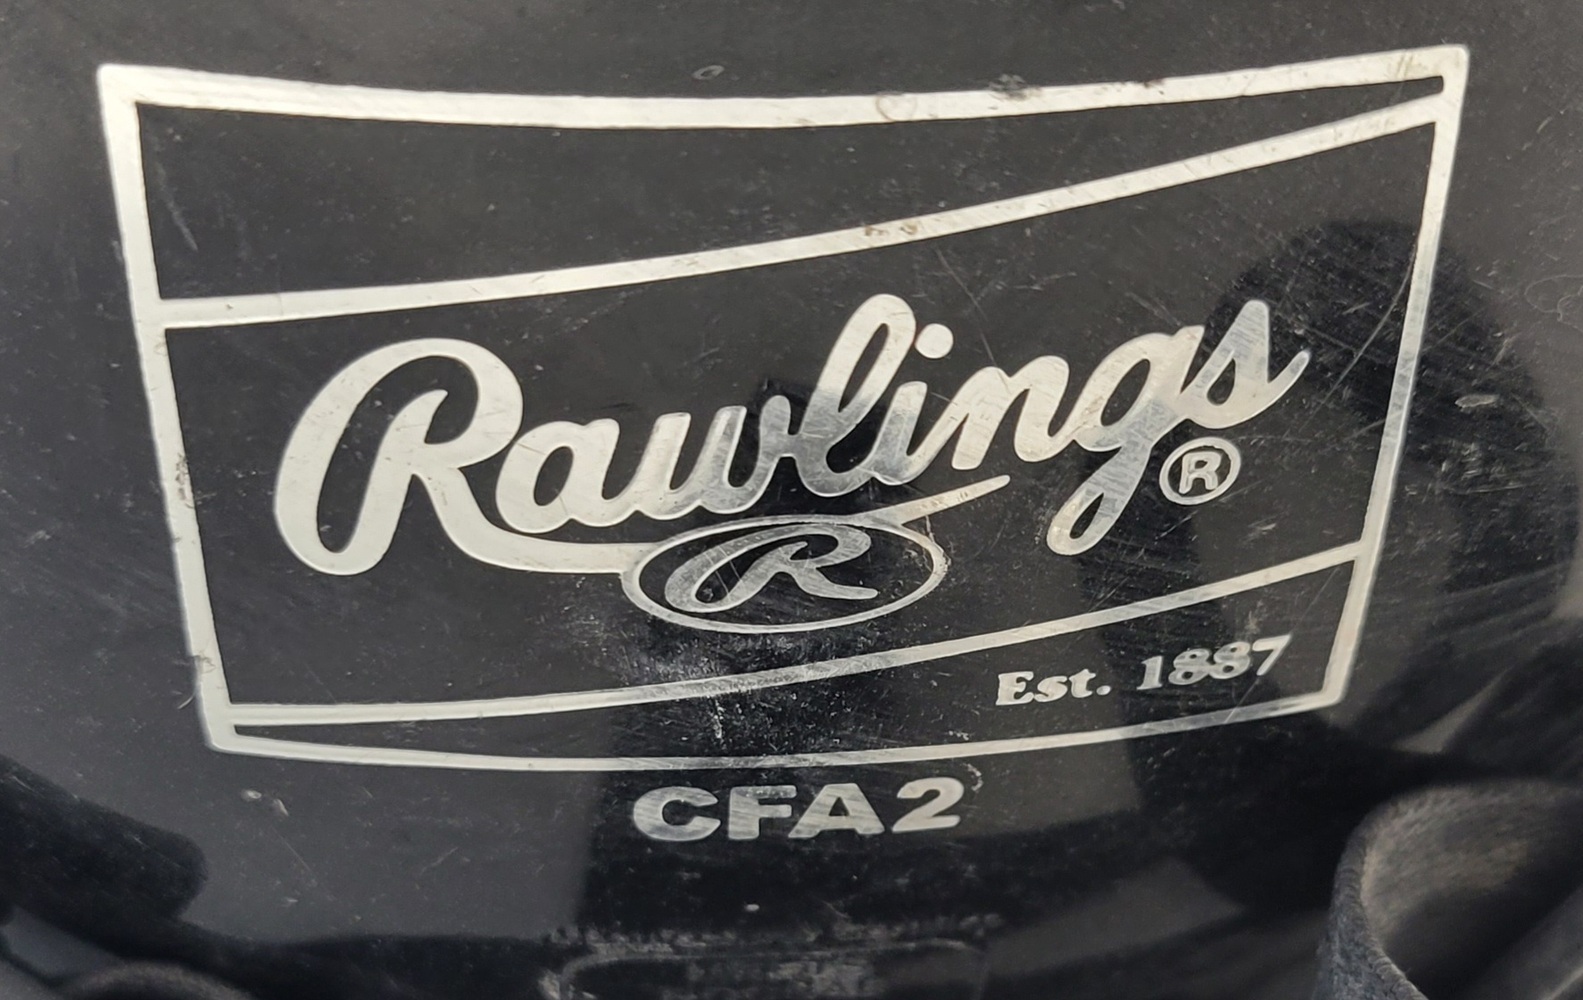 Rawlings®
R
Est. 1887
CFA2